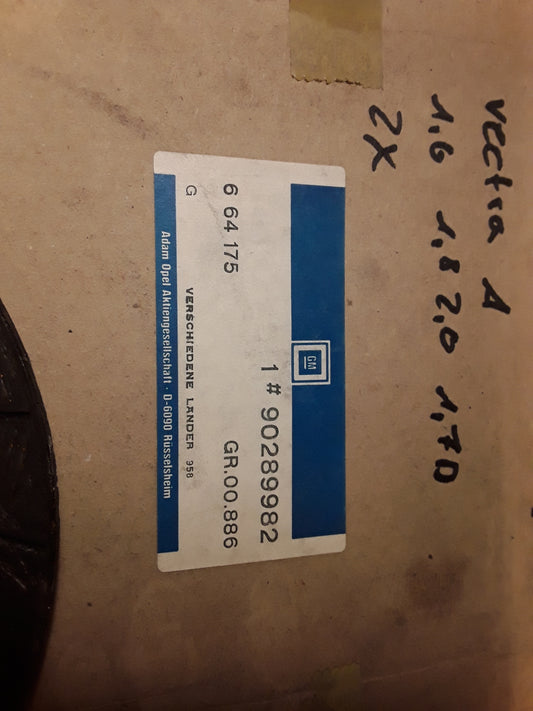 Vectra A
1,6 1,8 2,0 1,7D
2X
GM
1 # 90289982
6 64 175 GR.00.886
G VERSCHIEDENE LÄNDER 958
Adam Opel Aktiengesellschaft · D-6090 Rüsselsheim